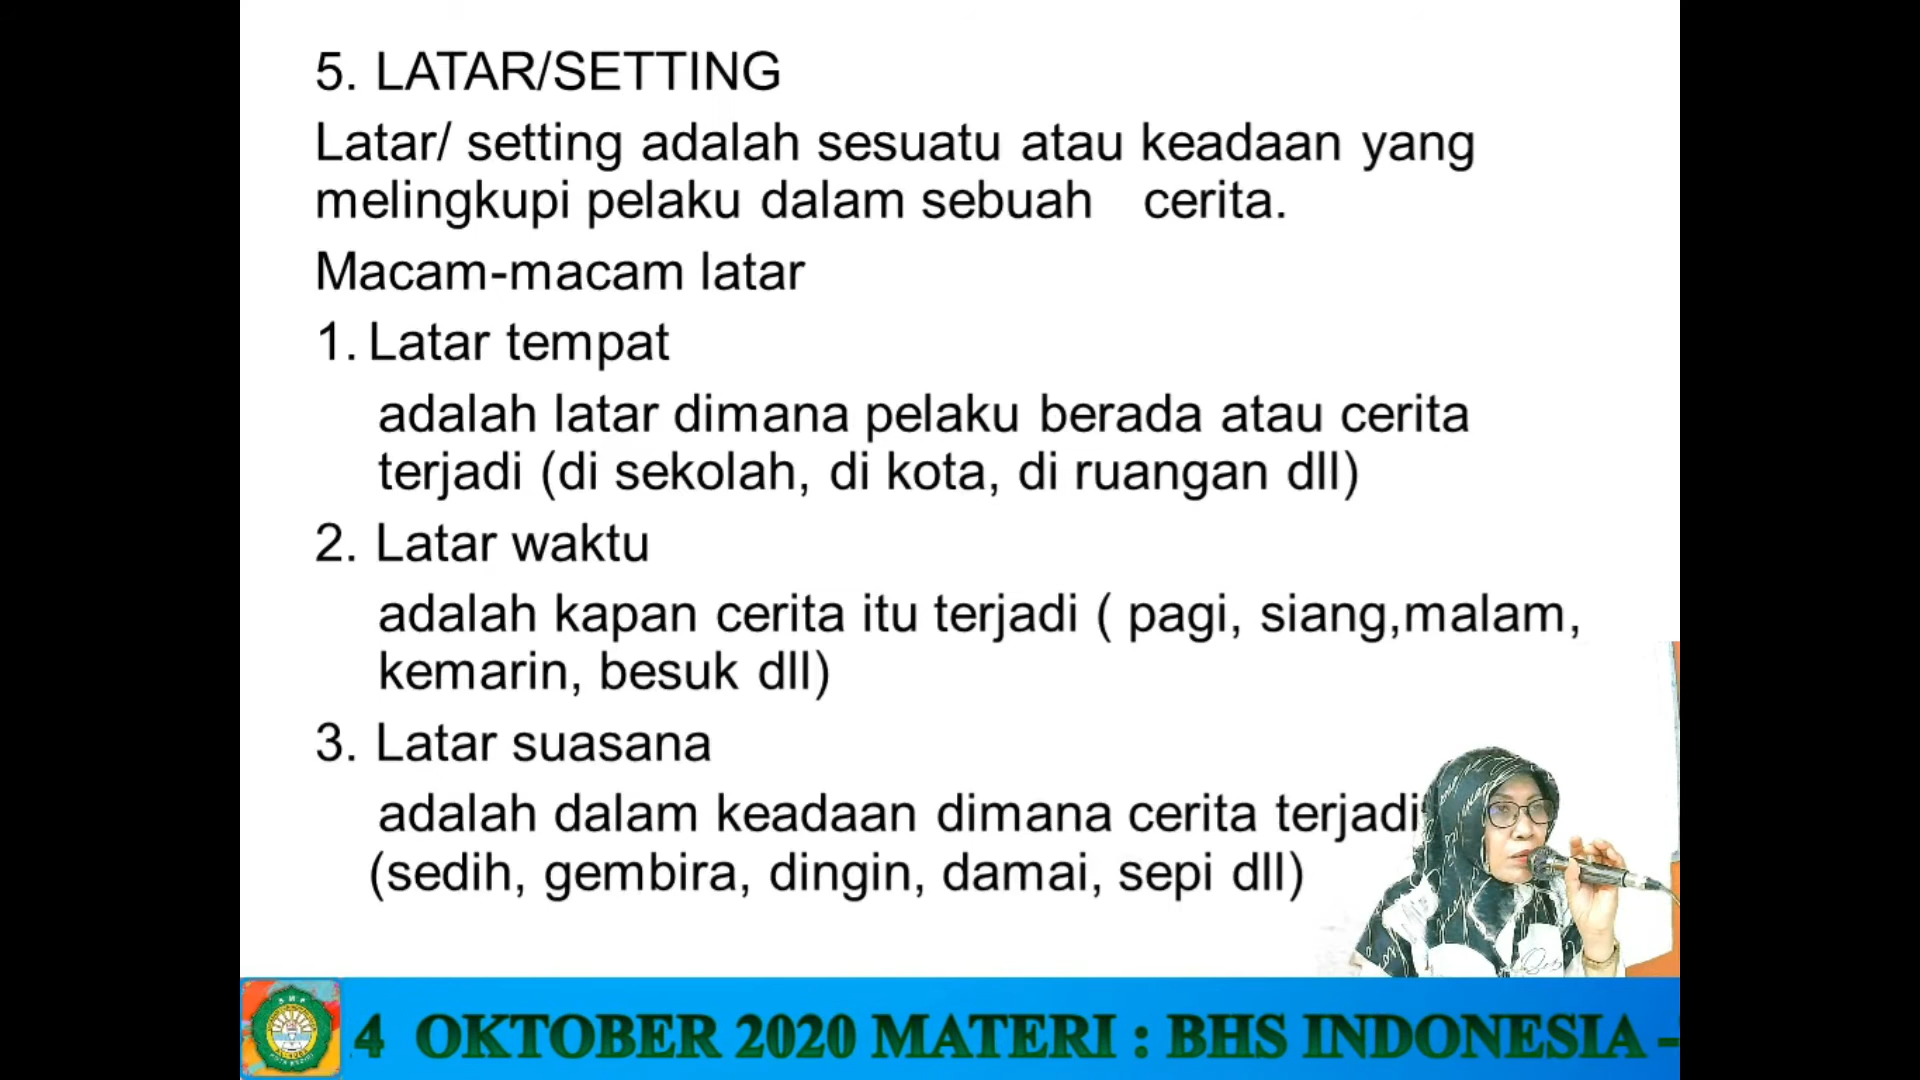 5. LATAR/SETTING
Latar/ setting adalah sesuatu atau keadaan yang
melingkupi pelaku dalam sebuah cerita.
Macam-macam latar
1. Latar tempat
adalah latar dimana pelaku berada atau cerita
terjadi (di sekolah, di kota, di ruangan dll)
2. Latar waktu
adalah kapan cerita itu terjadi ( pagi, siang,malam,
kemarin, besuk dll)
3. Latar suasana
adalah dalam keadaan dimana cerita terjadi
(sedih, gembira, dingin, damai, sepi dll)
4 OKTOBER 2020 MATERI : BHS INDONESIA -